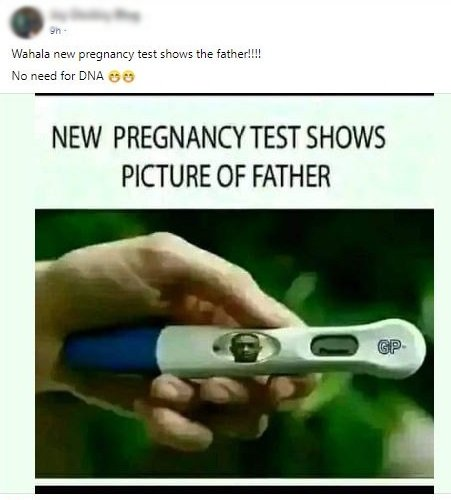 9h
Wahala new pregnancy test shows the father!!!!
No need for DNA 😁😁
NEW PREGNANCY TEST SHOWS
PICTURE OF FATHER
GP